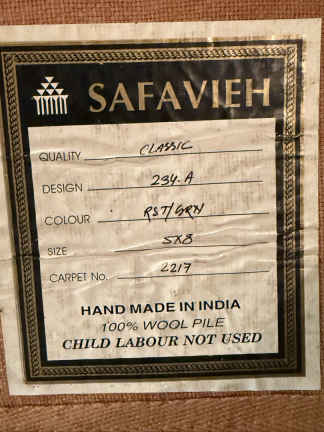 SAFAVIEH
QUALITY CLASSIC
DESIGN 234.A
COLOUR RST/GRN
SIZE 5X8
CARPET No. 2217
HAND MADE IN INDIA
100% WOOL PILE
CHILD LABOUR NOT USED